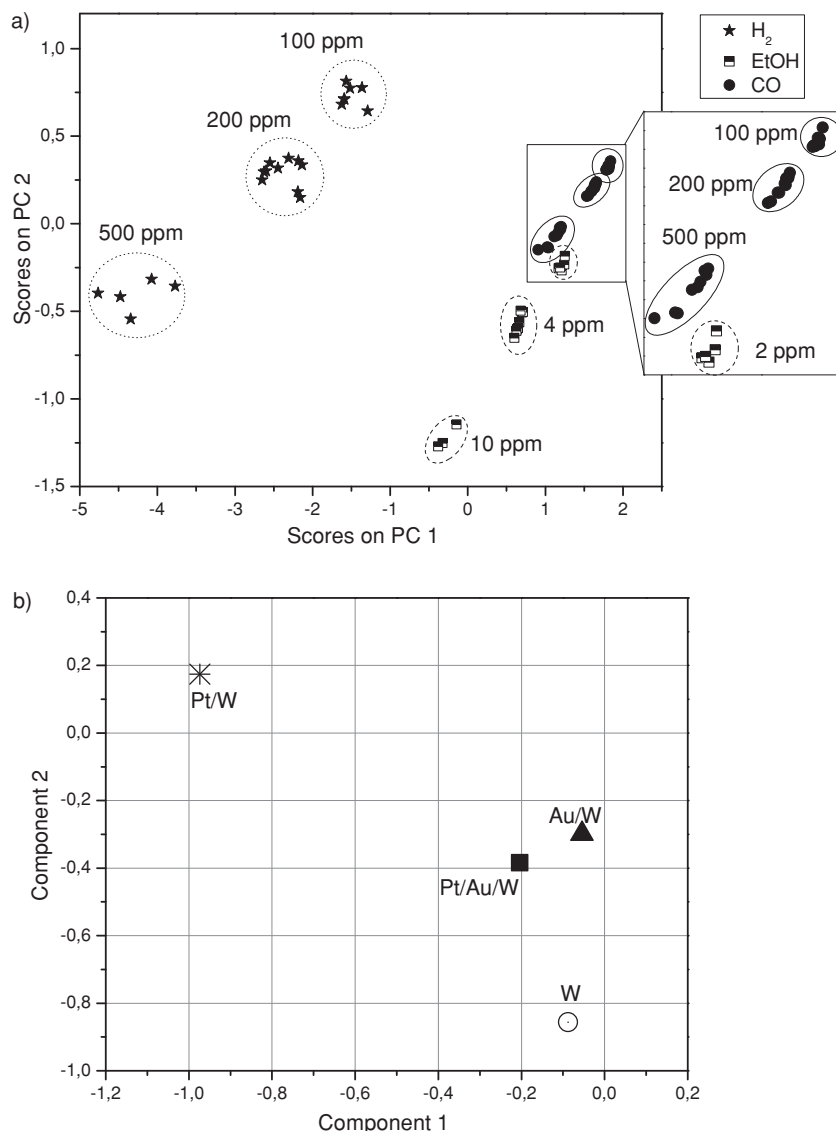 a)
H₂
EtOH
CO
100 ppm
200 ppm
500 ppm
4 ppm
10 ppm
100 ppm
200 ppm
500 ppm
2 ppm
1,0
0,5
0,0
-0,5
-1,0
-1,5
Scores on PC 2
-5 -4 -3 -2 -1 0 1 2
Scores on PC 1
b)
0,4
0,2
0,0
-0,2
-0,4
-0,6
-0,8
-1,0
Component 2
Pt/W
Au/W
Pt/Au/W
W
-1,2 -1,0 -0,8 -0,6 -0,4 -0,2 0,0 0,2
Component 1